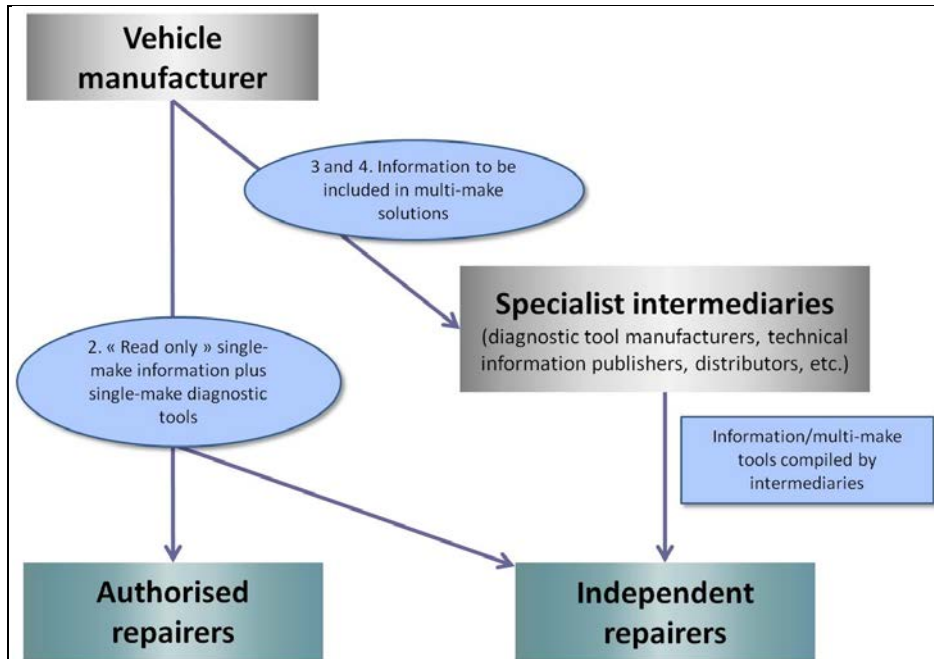 Vehicle
manufacturer
3 and 4. Information to be
included in multi-make
solutions
Specialist intermediaries
(diagnostic tool manufacturers, technical
information publishers, distributors, etc.)
2. « Read only » single-
make information plus
single-make diagnostic
tools
Information/multi-make
tools compiled by
intermediaries
Authorised
repairers
Independent
repairers